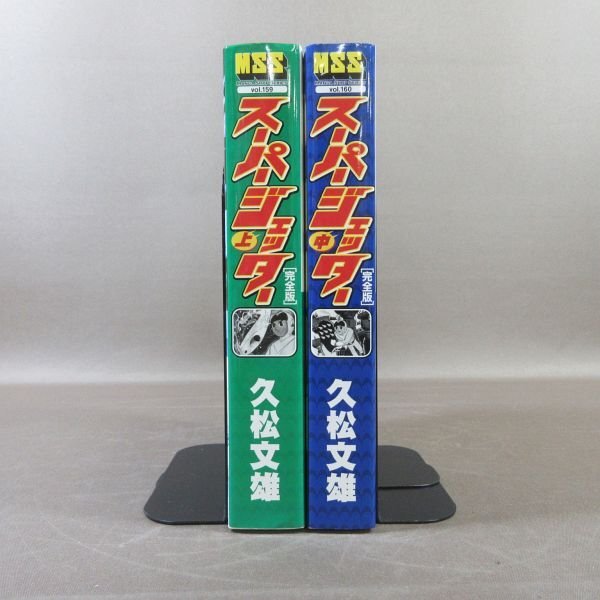 MSS
vol.159
スーパージェッター
上
[完全版]
久松文雄
MSS
vol.160
スーパージェッター
中
[完全版]
久松文雄